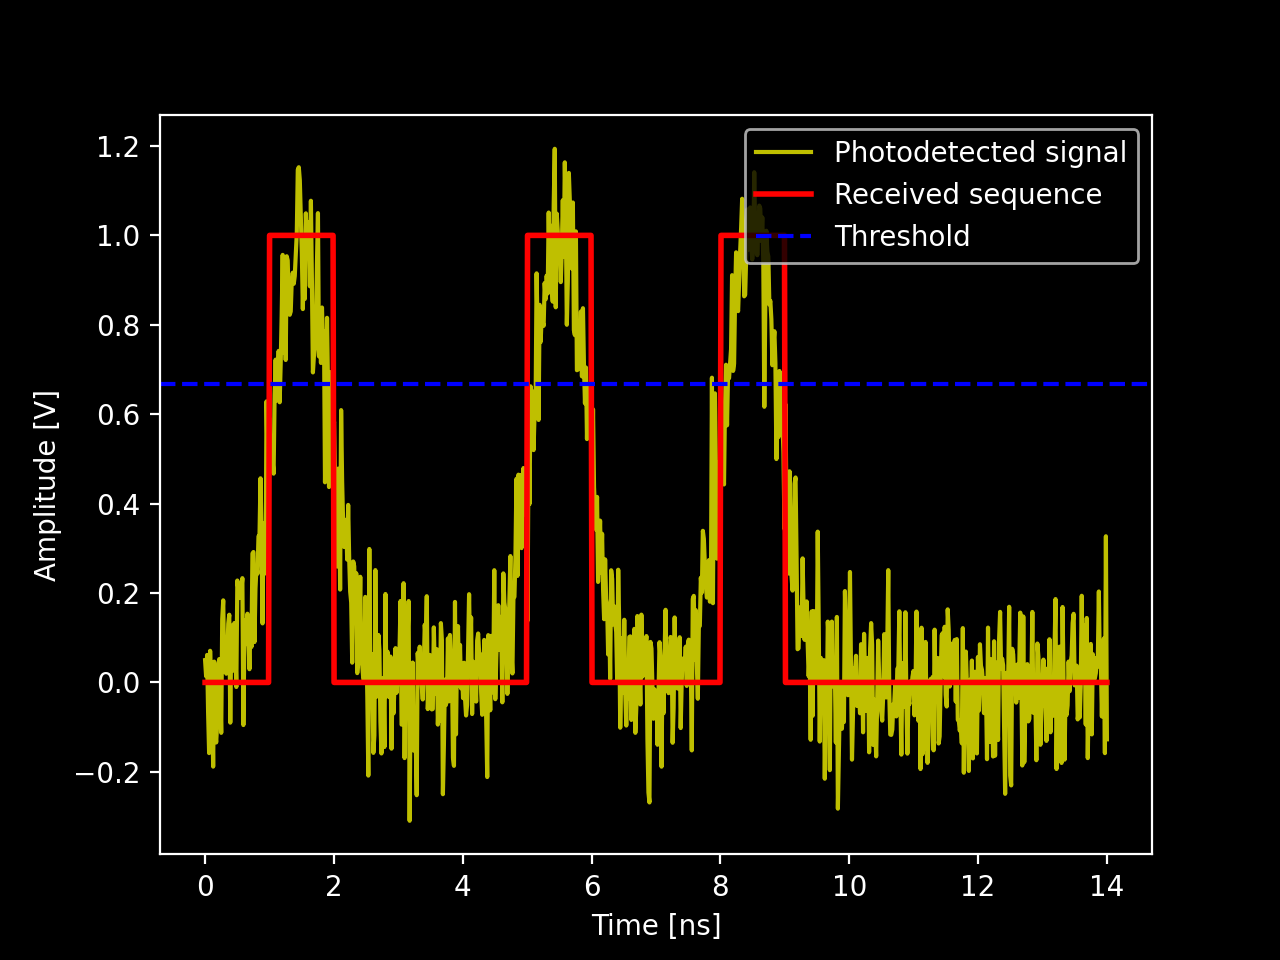 Photodetected signal
Received sequence
Threshold
1.2
1.0
0.8
0.6
0.4
0.2
0.0
−0.2
Amplitude [V]
0 2 4 6 8 10 12 14
Time [ns]